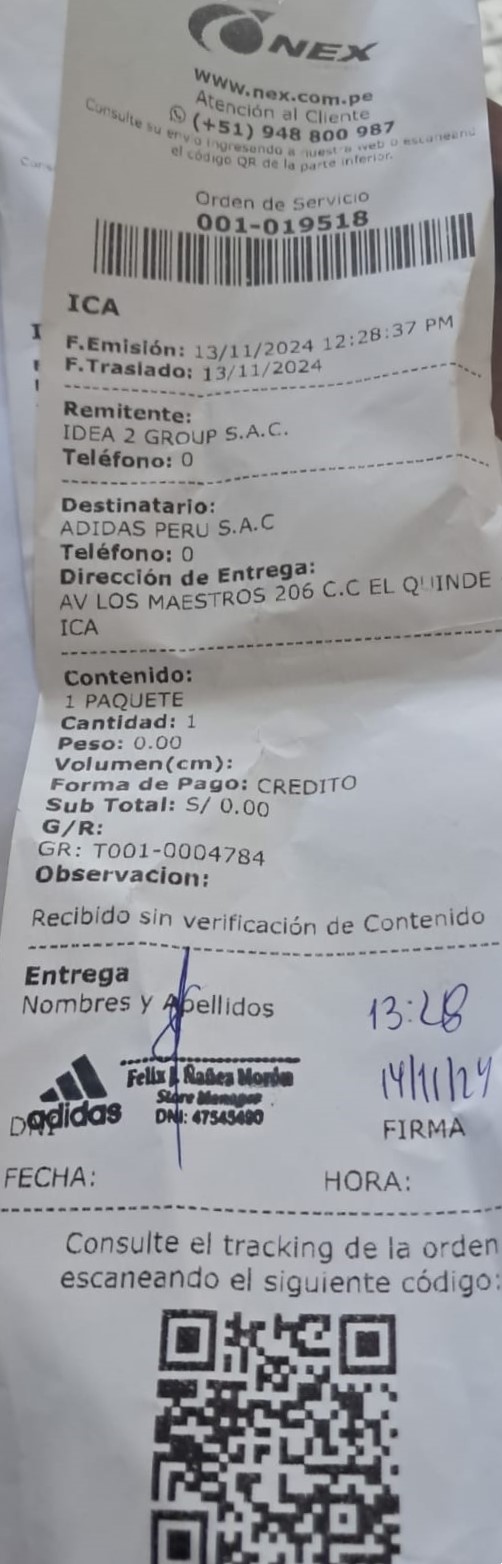 NEX
www.nex.com.pe
Atención al Cliente
(+51) 948 800 987
Consulte su envío ingresando a nuestra web o escaneand
el código QR de la parte inferior.
Orden de Servicio
001-019518
ICA
F.Emisión: 13/11/2024 12:28:37 PM
F.Traslado: 13/11/2024
Remitente:
IDEA 2 GROUP S.A.C.
Teléfono: 0
Destinatario:
ADIDAS PERU S.A.C
Teléfono: 0
Dirección de Entrega:
AV LOS MAESTROS 206 C.C EL QUINDE
ICA
Contenido:
1 PAQUETE
Cantidad: 1
Peso: 0.00
Volumen(cm):
Forma de Pago: CREDITO
Sub Total: S/ 0.00
G/R:
GR: T001-0004784
Observacion:
Recibido sin verificación de Contenido
Entrega
Nombres y Apellidos
13:28
Store Manager
14/11/24
adidas
DNI
FIRMA
FECHA:
HORA:
Consulte el tracking de la orden
escaneando el siguiente código: